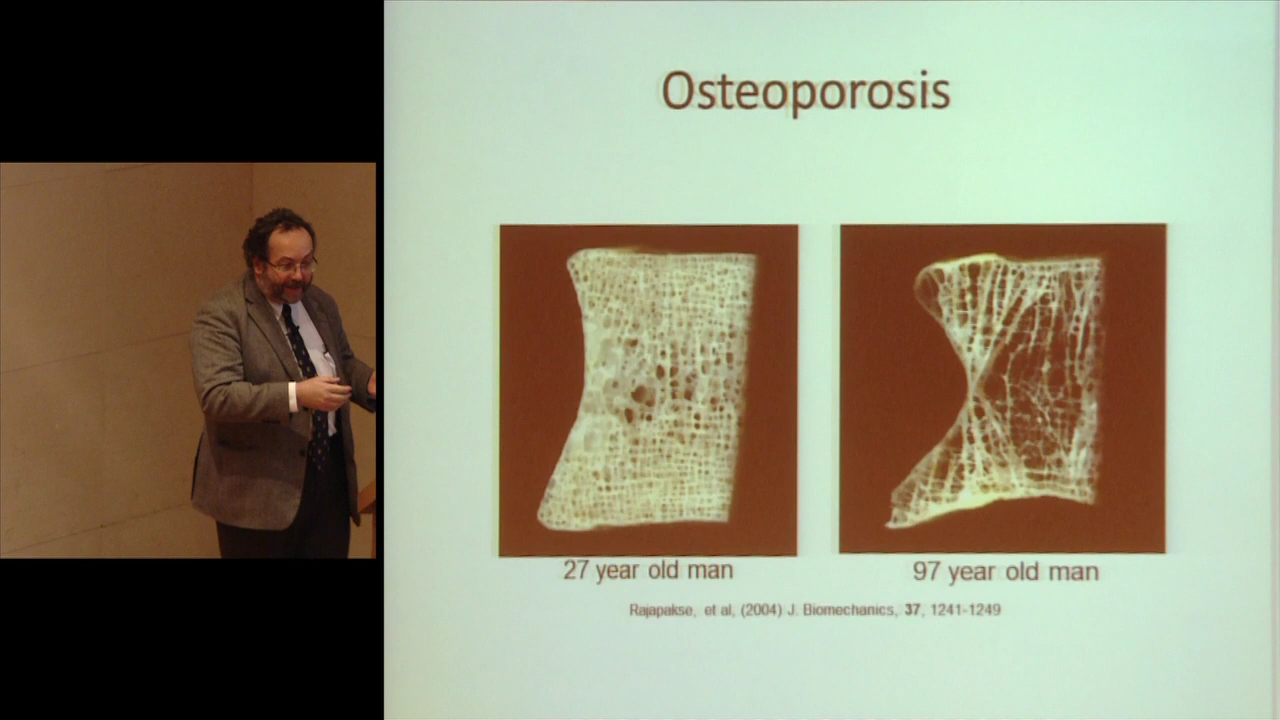 Osteoporosis
27 year old man
97 year old man
Rajapakse, et al, (2004) J. Biomechanics, 37, 1241-1249